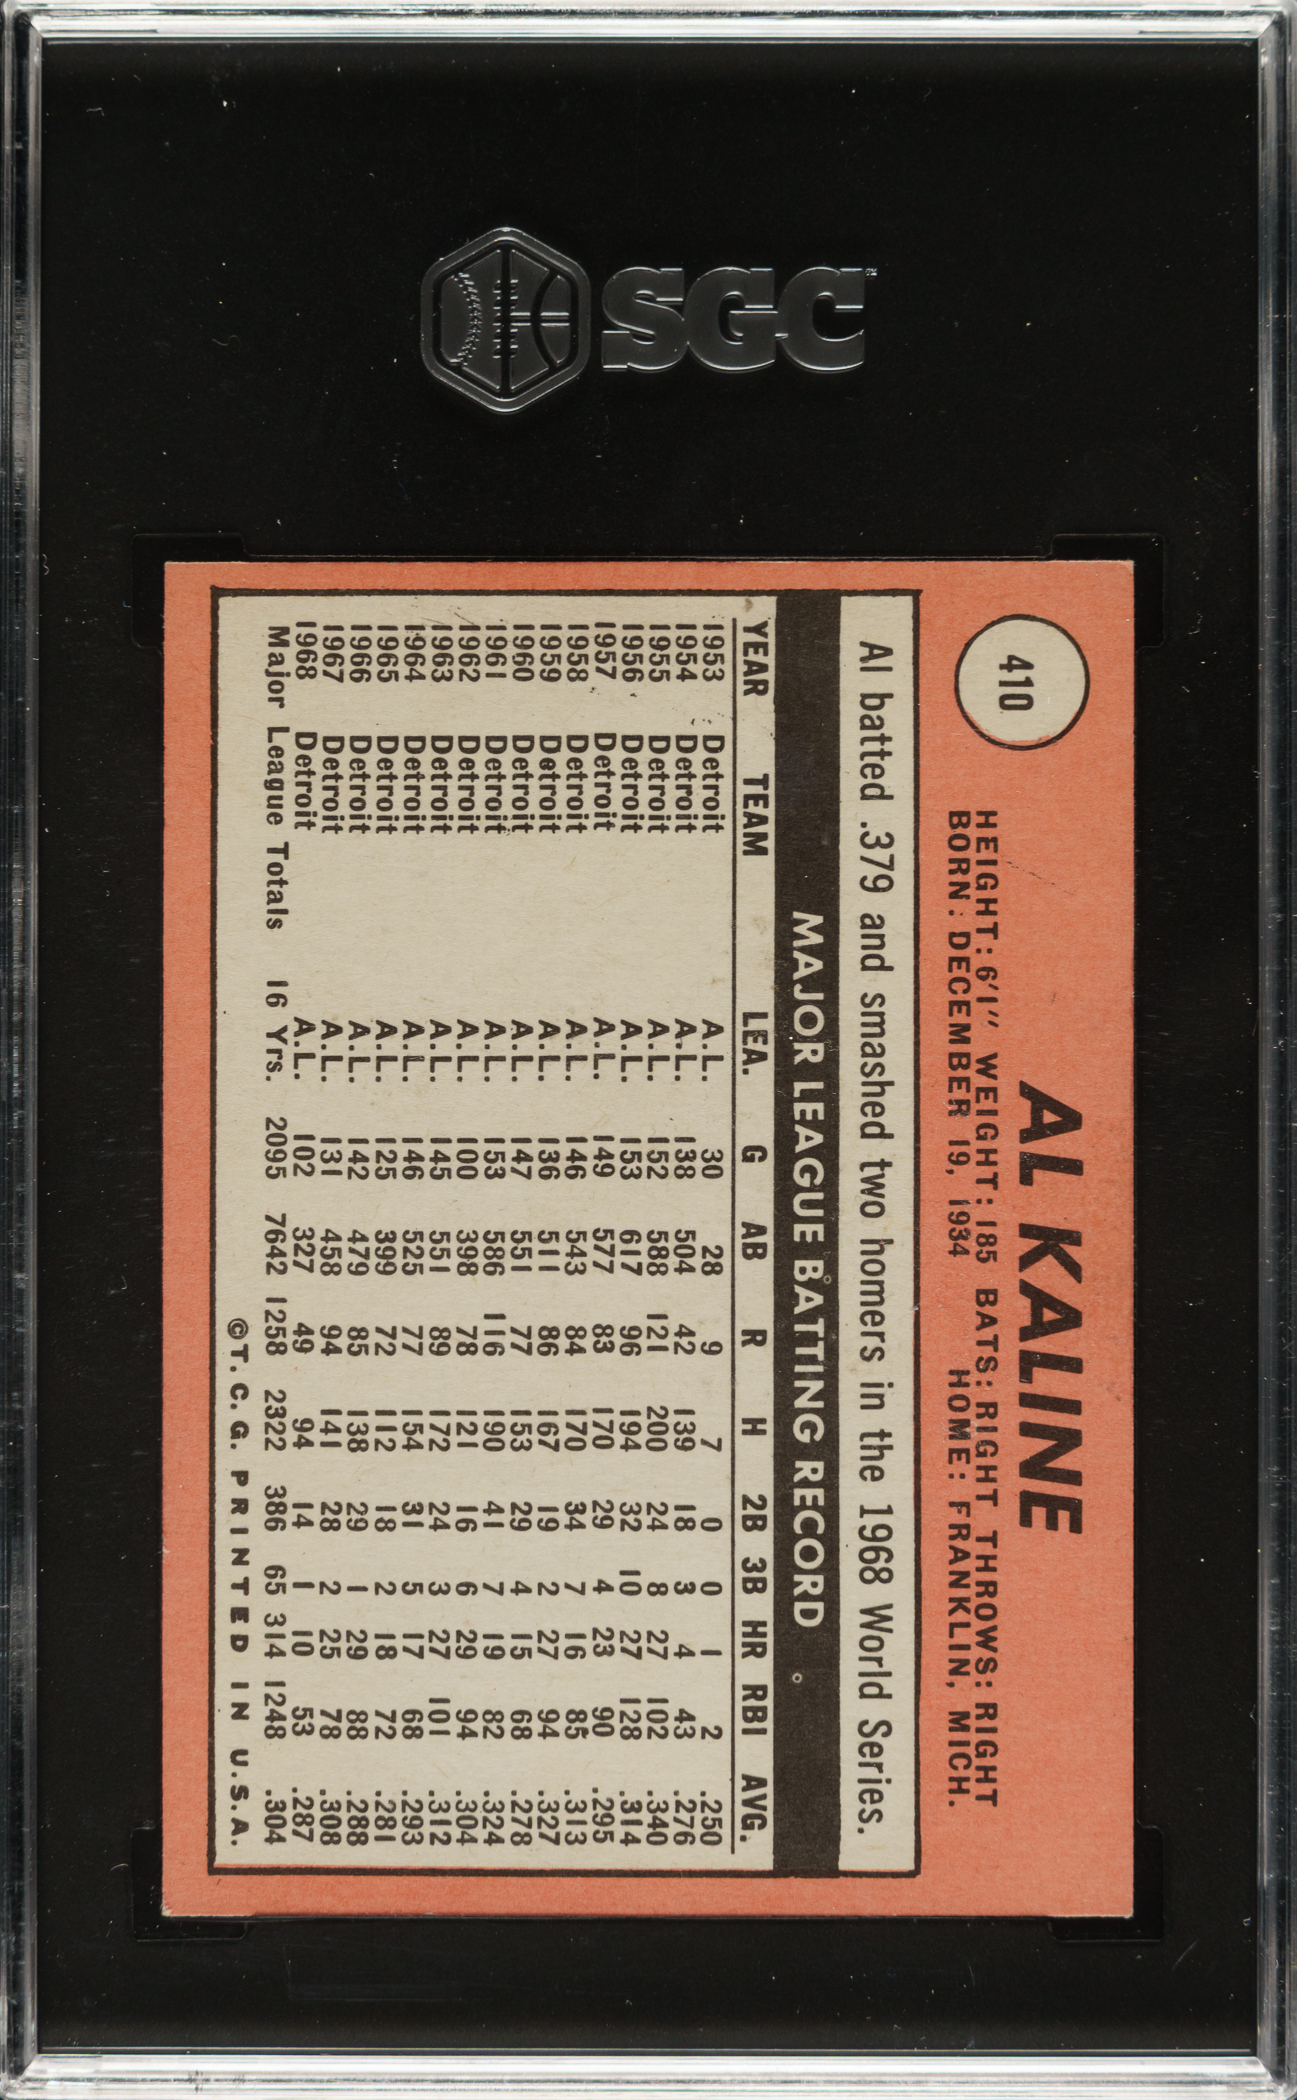 SGC
410
AL KALINE
HEIGHT: 6'1" WEIGHT: 185 BATS: RIGHT THROWS: RIGHT
BORN: DECEMBER 19, 1934 HOME: FRANKLIN, MICH.
Al batted .379 and smashed two homers in the 1968 World Series.
MAJOR LEAGUE BATTING RECORD
YEAR TEAM LEA. G AB R H 2B 3B HR RBI AVG.
1953 Detroit A.L. 30 28 9 7 0 0 1 2 .250
1954 Detroit A.L. 138 504 42 139 18 3 4 43 .276
1955 Detroit A.L. 152 588 121 200 24 8 27 102 .340
1956 Detroit A.L. 153 617 96 194 32 10 27 128 .314
1957 Detroit A.L. 149 577 83 170 29 4 23 90 .295
1958 Detroit A.L. 146 543 84 170 34 7 16 85 .313
1959 Detroit A.L. 136 511 86 167 19 2 27 94 .327
1960 Detroit A.L. 147 551 77 153 29 4 15 68 .278
1961 Detroit A.L. 153 586 116 190 41 7 19 82 .324
1962 Detroit A.L. 100 398 78 121 16 6 29 94 .304
1963 Detroit A.L. 145 551 89 172 24 3 27 101 .312
1964 Detroit A.L. 146 525 77 154 31 5 17 68 .293
1965 Detroit A.L. 125 399 72 112 18 2 18 72 .281
1966 Detroit A.L. 142 479 85 138 29 1 29 88 .288
1967 Detroit A.L. 131 458 94 141 28 2 25 78 .308
1968 Detroit A.L. 102 327 49 94 14 1 10 53 .287
Major League Totals 16 Yrs. 2095 7642 1258 2322 386 65 314 1248 .304
©T.C.G. PRINTED IN U.S.A.